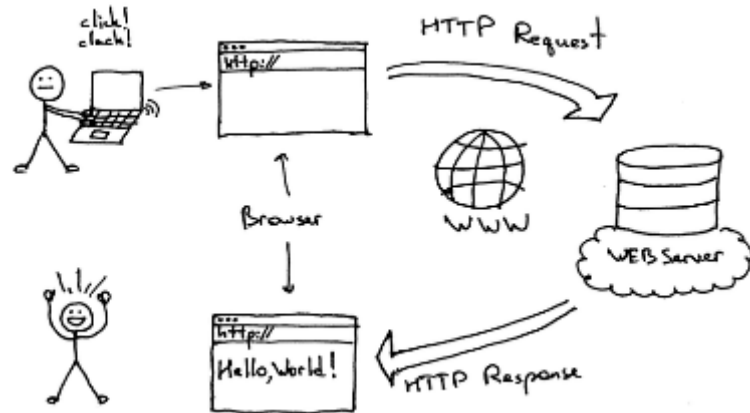 click!
clack!
http://
HTTP Request
Browser
WWW
WEB Server
http://
Hello, World!
HTTP Response